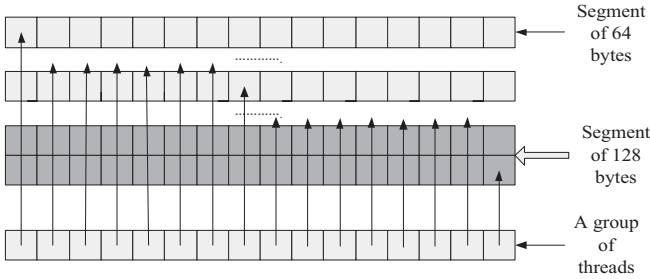 Segment
of 64
bytes
Segment
of 128
bytes
A group
of
threads